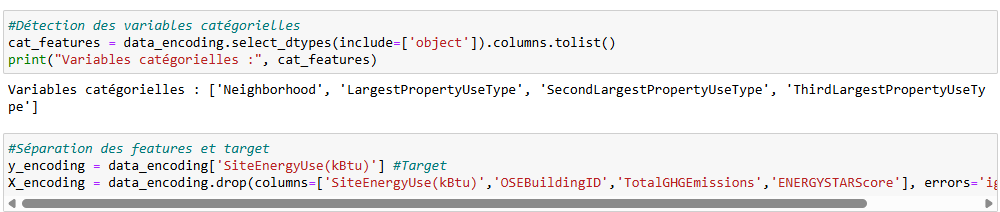 #Détection des variables catégorielles
cat_features = data_encoding.select_dtypes(include=['object']).columns.tolist()
print("Variables catégorielles :", cat_features)
Variables catégorielles : ['Neighborhood', 'LargestPropertyUseType', 'SecondLargestPropertyUseType', 'ThirdLargestPropertyUseTy
pe']
#Séparation des features et target
y_encoding = data_encoding['SiteEnergyUse(kBtu)'] #Target
X_encoding = data_encoding.drop(columns=['SiteEnergyUse(kBtu)','OSEBuildingID','TotalGHGEmissions','ENERGYSTARScore'], errors='ig